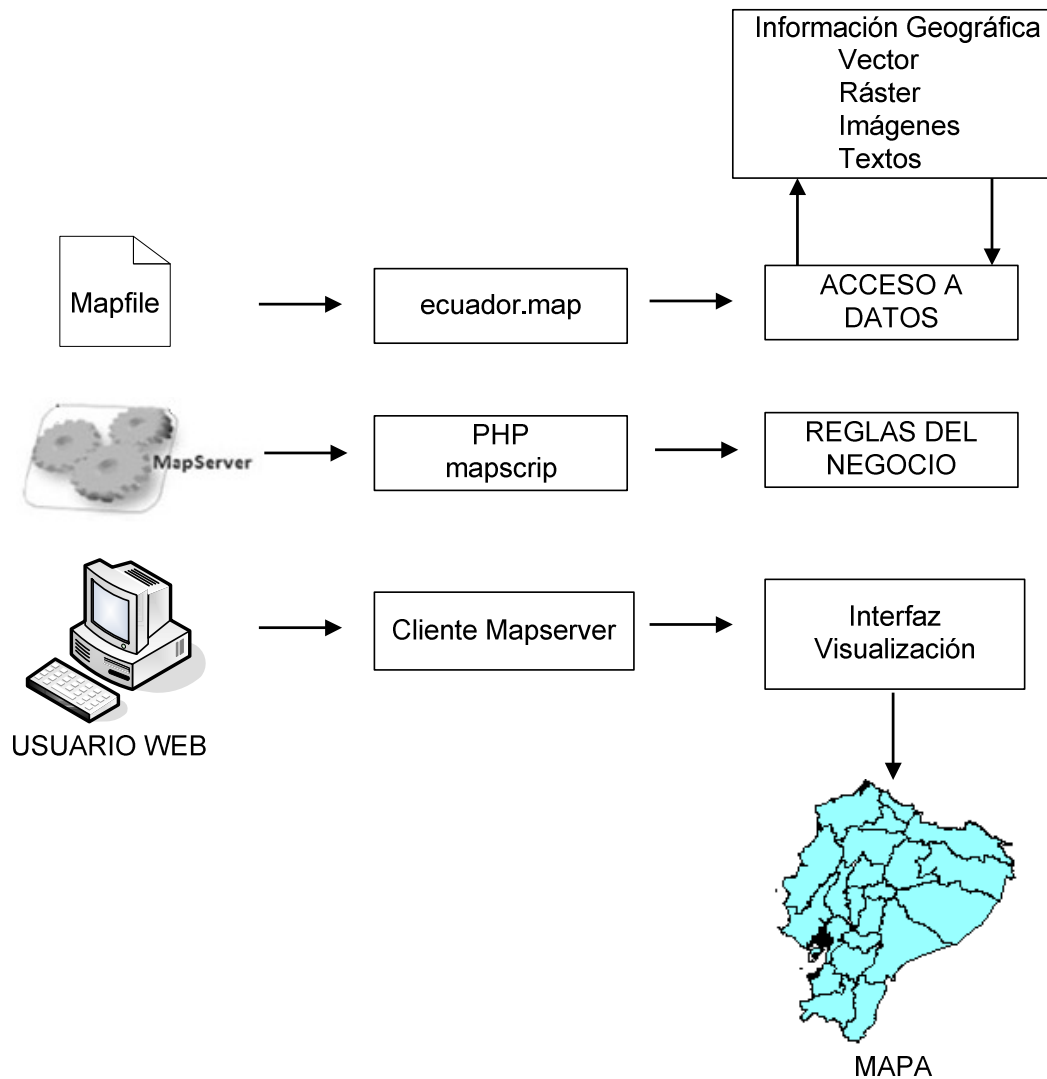 Información Geográfica
Vector
Ráster
Imágenes
Textos
Mapfile
ecuador.map
ACCESO A
DATOS
MapServer
PHP
mapscrip
REGLAS DEL
NEGOCIO
USUARIO WEB
Cliente Mapserver
Interfaz
Visualización
MAPA